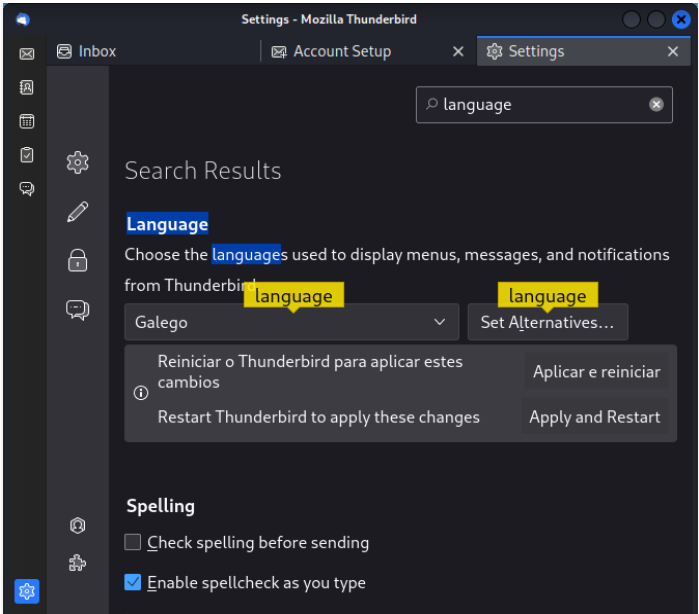 Settings - Mozilla Thunderbird
Inbox
Account Setup
Settings
language
Search Results
Language
Choose the languages used to display menus, messages, and notifications
from Thunderbird.
language
language
Galego
Set Alternatives...
Reiniciar o Thunderbird para aplicar estes
cambios
Aplicar e reiniciar
Restart Thunderbird to apply these changes
Apply and Restart
Spelling
Check spelling before sending
Enable spellcheck as you type